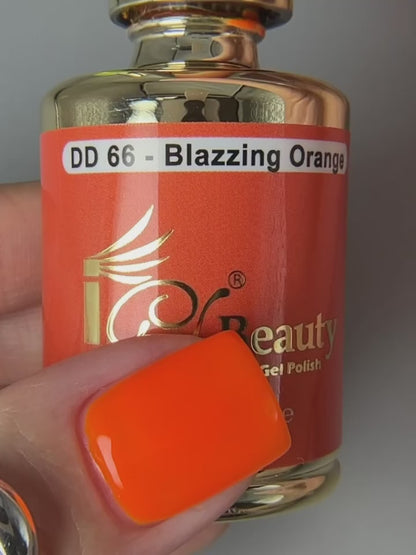 DD 66 - Blazzing Orange
®
Beauty
Gel Polish